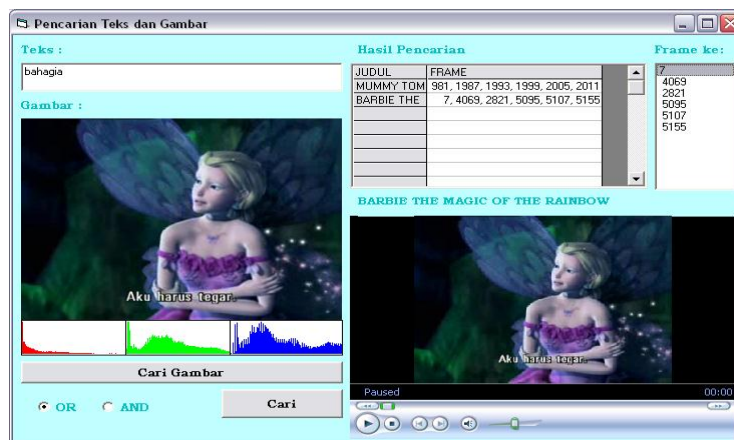 Pencarian Teks dan Gambar
Teks :
bahagia
Gambar :
Aku harus tegar.
Cari Gambar
OR
AND
Cari
Hasil Pencarian
JUDUL FRAME
MUMMY TOM 981, 1987, 1993, 1999, 2005, 2011
BARBIE THE 7, 4069, 2821, 5095, 5107, 5155
Frame ke:
7
4069
2821
5095
5107
5155
BARBIE THE MAGIC OF THE RAINBOW
Aku harus tegar.
Paused 00:00